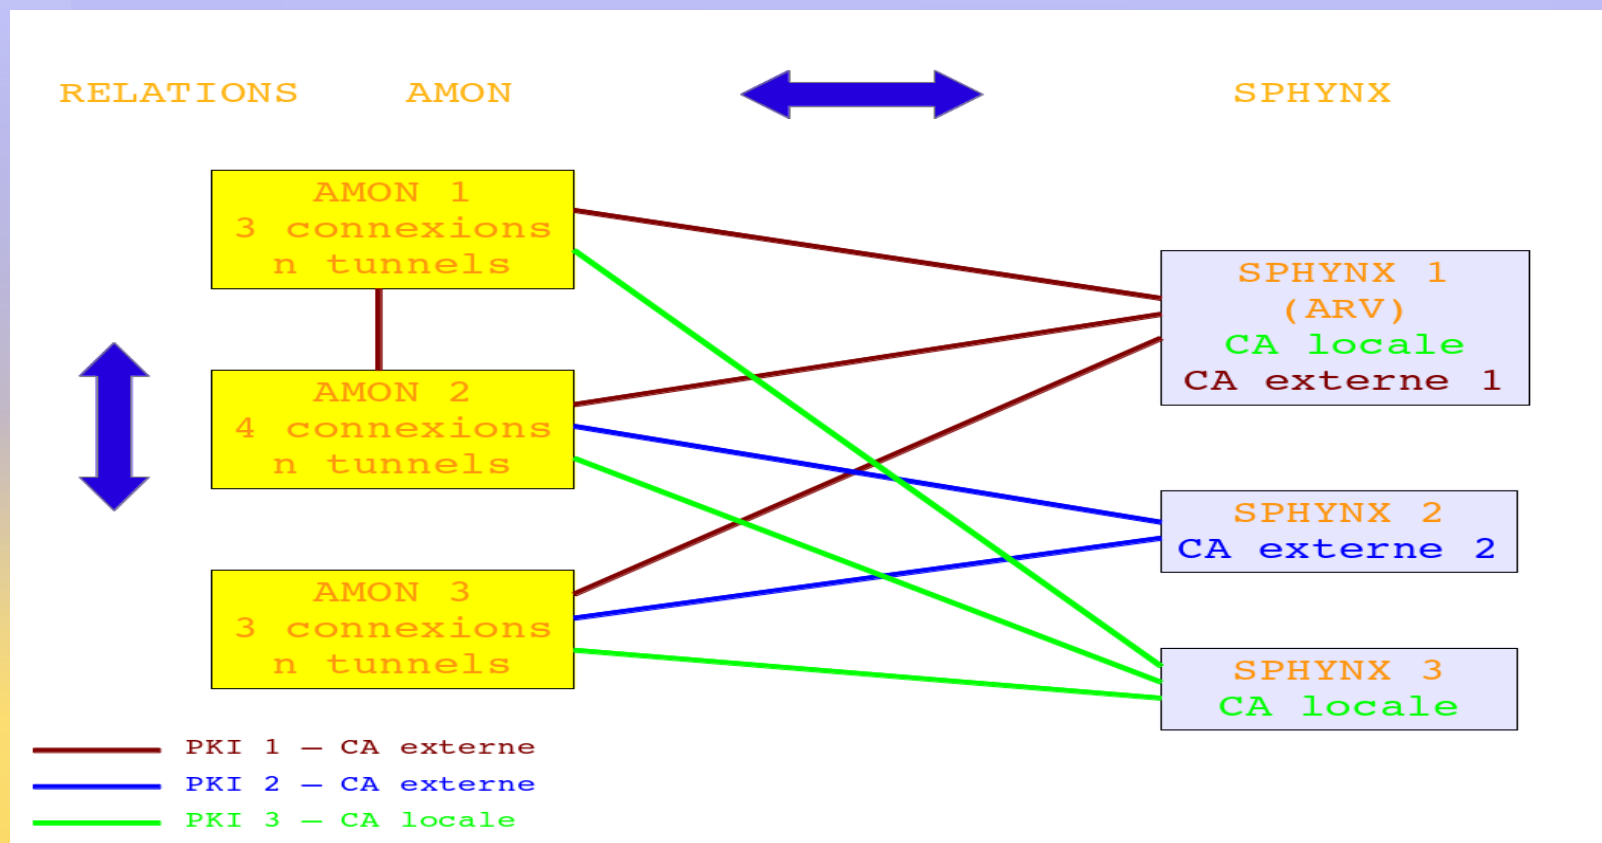 RELATIONS AMON SPHYNX
AMON 1
3 connexions
n tunnels
AMON 2
4 connexions
n tunnels
AMON 3
3 connexions
n tunnels
SPHYNX 1
(ARV)
CA locale
CA externe 1
SPHYNX 2
CA externe 2
SPHYNX 3
CA locale
PKI 1 – CA externe
PKI 2 – CA externe
PKI 3 – CA locale